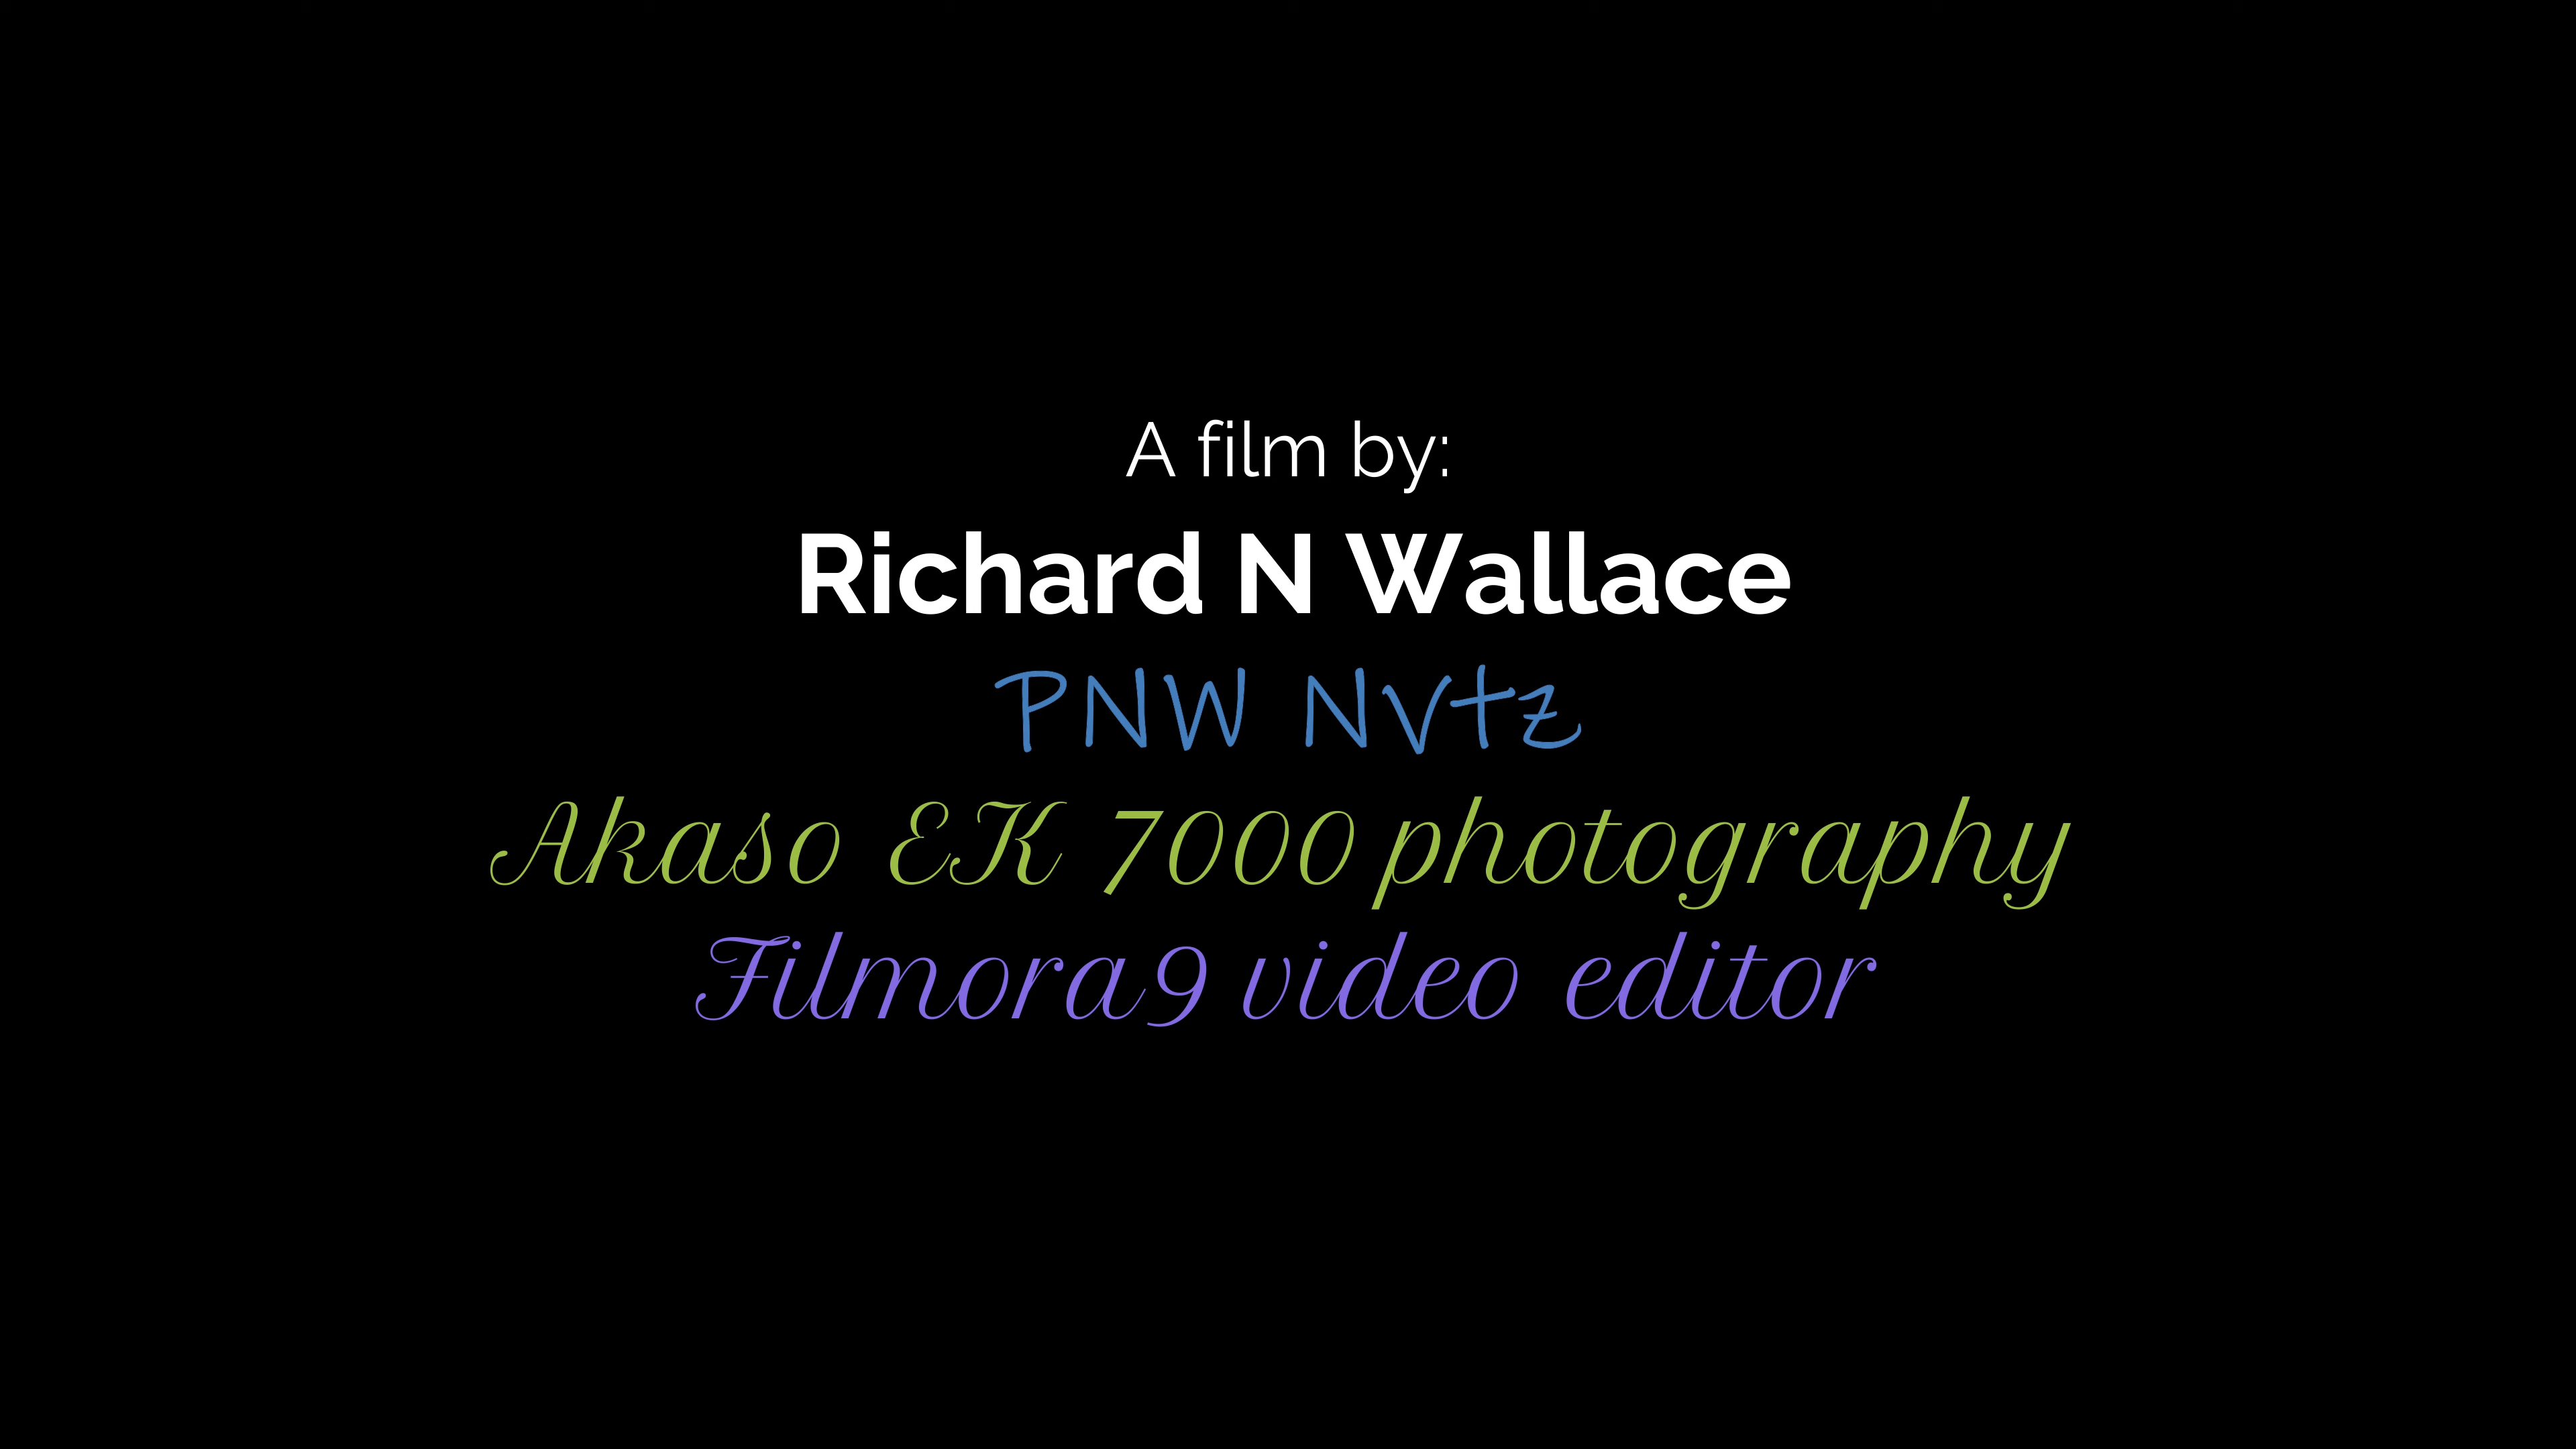 A film by:
Richard N Wallace
PNW NVtz
Akaso EK 7000 photography
Filmora9 video editor